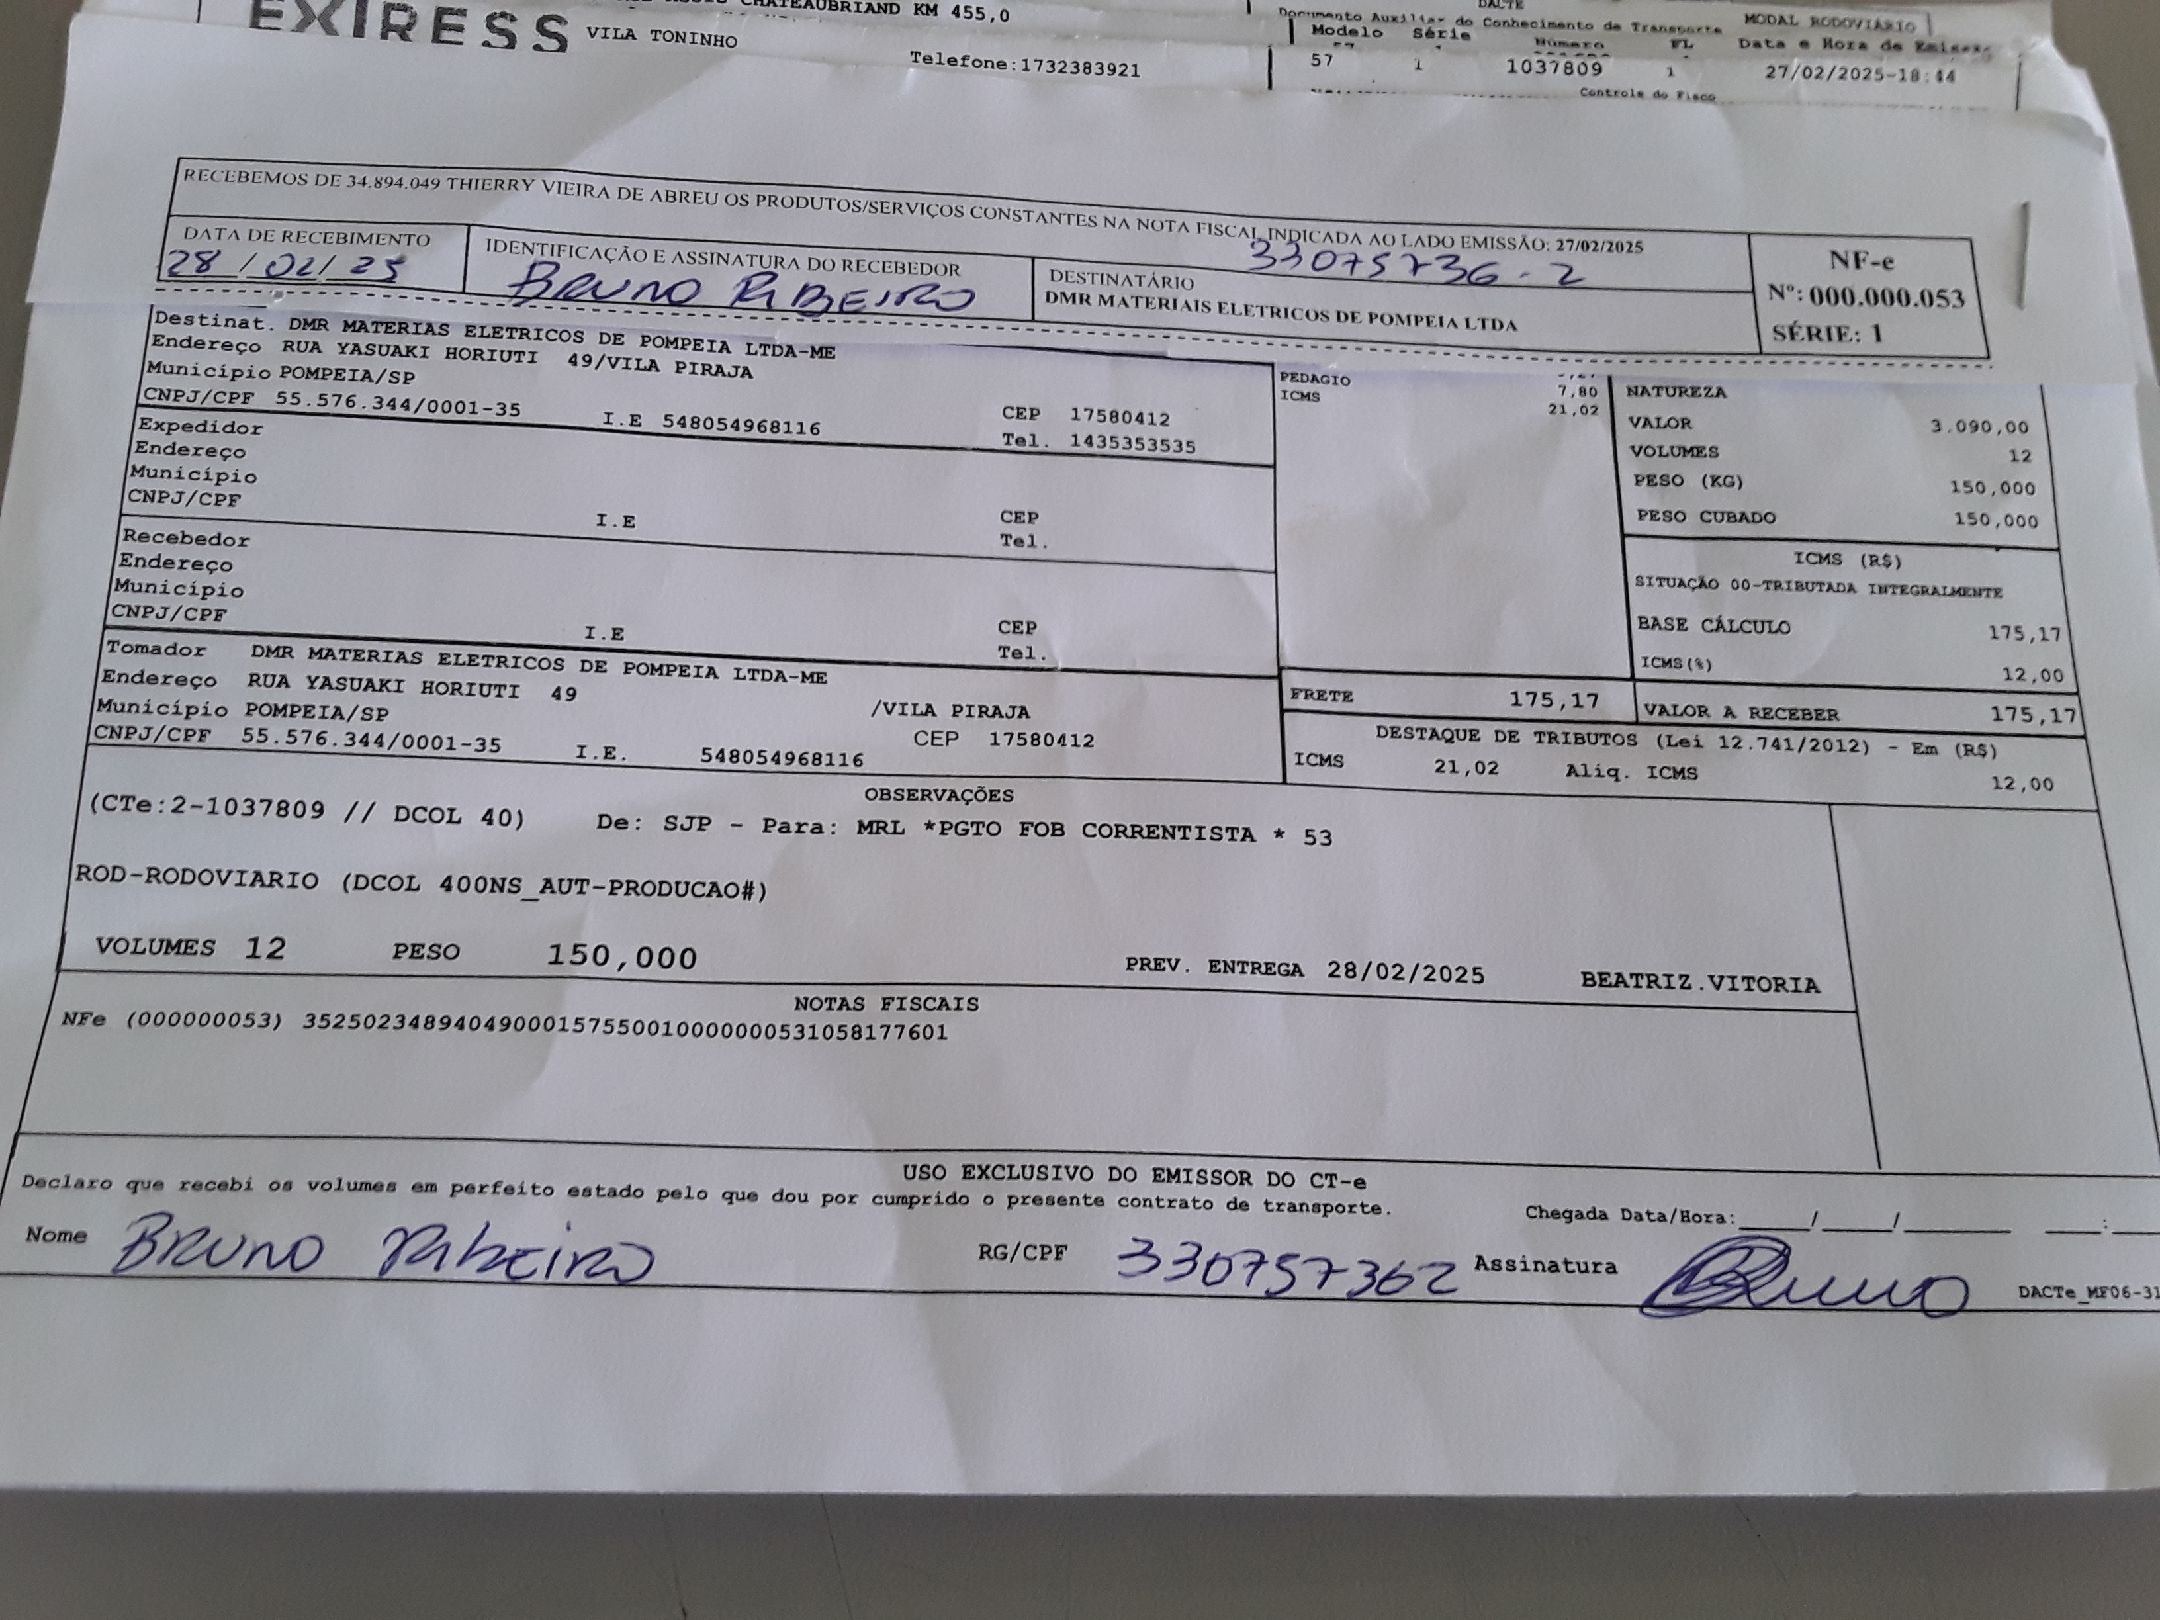 CHATEAUBRIAND KM 455,0
EXPRESS VILA TONINHO
Telefone:1732383921
DACTE
Documento Auxiliar do Conhecimento de Transporte
MODAL RODOVIÁRIO
Modelo Série Número FL Data e Hora de Emissão
57 1 1037809 1 27/02/2025-18:44
Controle do Fisco
RECEBEMOS DE 34.894.049 THIERRY VIEIRA DE ABREU OS PRODUTOS/SERVIÇOS CONSTANTES NA NOTA FISCAL INDICADA AO LADO EMISSÃO: 27/02/2025
DATA DE RECEBIMENTO
28/02/25
IDENTIFICAÇÃO E ASSINATURA DO RECEBEDOR
BRUNO RIBEIRO
33075736-2
DESTINATÁRIO
DMR MATERIAIS ELETRICOS DE POMPEIA LTDA
NF-e
Nº: 000.000.053
SÉRIE: 1
Destinat. DMR MATERIAS ELETRICOS DE POMPEIA LTDA-ME
Endereço RUA YASUAKI HORIUTI 49/VILA PIRAJA
Município POMPEIA/SP CEP 17580412
CNPJ/CPF 55.576.344/0001-35 I.E 548054968116 Tel. 1435353535
Expedidor
Endereço
Município CEP
CNPJ/CPF I.E Tel.
Recebedor
Endereço
Município CEP
CNPJ/CPF I.E Tel.
Tomador DMR MATERIAS ELETRICOS DE POMPEIA LTDA-ME
Endereço RUA YASUAKI HORIUTI 49 /VILA PIRAJA
Município POMPEIA/SP CEP 17580412
CNPJ/CPF 55.576.344/0001-35 I.E. 548054968116
PEDAGIO 7,80
ICMS 21,02
NATUREZA
VALOR 3.090,00
VOLUMES 12
PESO (KG) 150,000
PESO CUBADO 150,000
ICMS (R$)
SITUAÇÃO 00-TRIBUTADA INTEGRALMENTE
BASE CÁLCULO 175,17
ICMS(%) 12,00
FRETE 175,17 VALOR A RECEBER 175,17
DESTAQUE DE TRIBUTOS (Lei 12.741/2012) - Em (R$)
ICMS 21,02 Aliq. ICMS 12,00
OBSERVAÇÕES
(CTe:2-1037809 // DCOL 40) De: SJP - Para: MRL *PGTO FOB CORRENTISTA * 53
ROD-RODOVIARIO (DCOL 400NS_AUT-PRODUCAO#)
VOLUMES 12 PESO 150,000 PREV. ENTREGA 28/02/2025 BEATRIZ.VITORIA
NOTAS FISCAIS
NFe (000000053) 35250234894049000157550010000000531058177601
USO EXCLUSIVO DO EMISSOR DO CT-e
Declaro que recebi os volumes em perfeito estado pelo que dou por cumprido o presente contrato de transporte.
Chegada Data/Hora:____/____/______ ___:___
Nome Bruno Ribeiro RG/CPF 330757362 Assinatura Bruno
DACTe_MF06-31